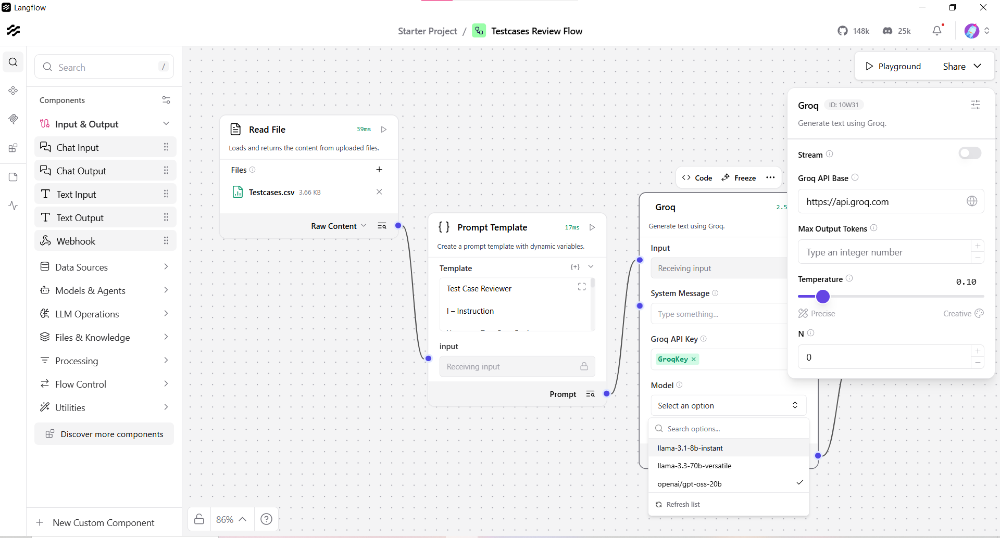 Langflow
Starter Project / Testcases Review Flow
148k
25k
Search
/
Components
Input & Output
Chat Input
Chat Output
Text Input
Text Output
Webhook
Data Sources
Models & Agents
LLM Operations
Files & Knowledge
Processing
Flow Control
Utilities
Discover more components
New Custom Component
Read File
39ms
Loads and returns the content from uploaded files.
Files
Testcases.csv 3.66 KB
Raw Content
Prompt Template
17ms
Create a prompt template with dynamic variables.
Template
{+}
Test Case Reviewer
I – Instruction
input
Receiving input
Prompt
Code
Freeze
Groq
2.5
Generate text using Groq.
Input
Receiving input
System Message
Type something...
Groq API Key
GroqKey
Model
Select an option
Search options...
llama-3.1-8b-instant
llama-3.3-70b-versatile
openai/gpt-oss-20b
Refresh list
Playground
Share
Groq
ID: 10W31
Generate text using Groq.
Stream
Groq API Base
https://api.groq.com
Max Output Tokens
Type an integer number
Temperature
0.10
Precise
Creative
N
0
86%